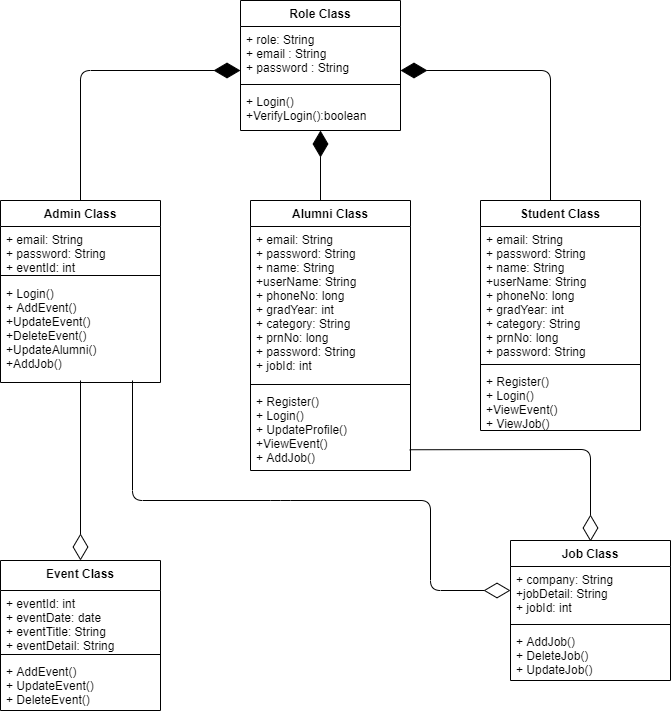 Role Class
+ role: String
+ email : String
+ password : String
+ Login()
+VerifyLogin():boolean
Admin Class
+ email: String
+ password: String
+ eventId: int
+ Login()
+ AddEvent()
+UpdateEvent()
+DeleteEvent()
+UpdateAlumni()
+AddJob()
Alumni Class
+ email: String
+ password: String
+ name: String
+userName: String
+ phoneNo: long
+ gradYear: int
+ category: String
+ prnNo: long
+ password: String
+ jobId: int
+ Register()
+ Login()
+ UpdateProfile()
+ViewEvent()
+ AddJob()
Student Class
+ email: String
+ password: String
+ name: String
+userName: String
+ phoneNo: long
+ gradYear: int
+ category: String
+ prnNo: long
+ password: String
+ Register()
+ Login()
+ViewEvent()
+ ViewJob()
Event Class
+ eventId: int
+ eventDate: date
+ eventTitle: String
+ eventDetail: String
+ AddEvent()
+ UpdateEvent()
+ DeleteEvent()
Job Class
+ company: String
+jobDetail: String
+ jobId: int
+ AddJob()
+ DeleteJob()
+ UpdateJob()